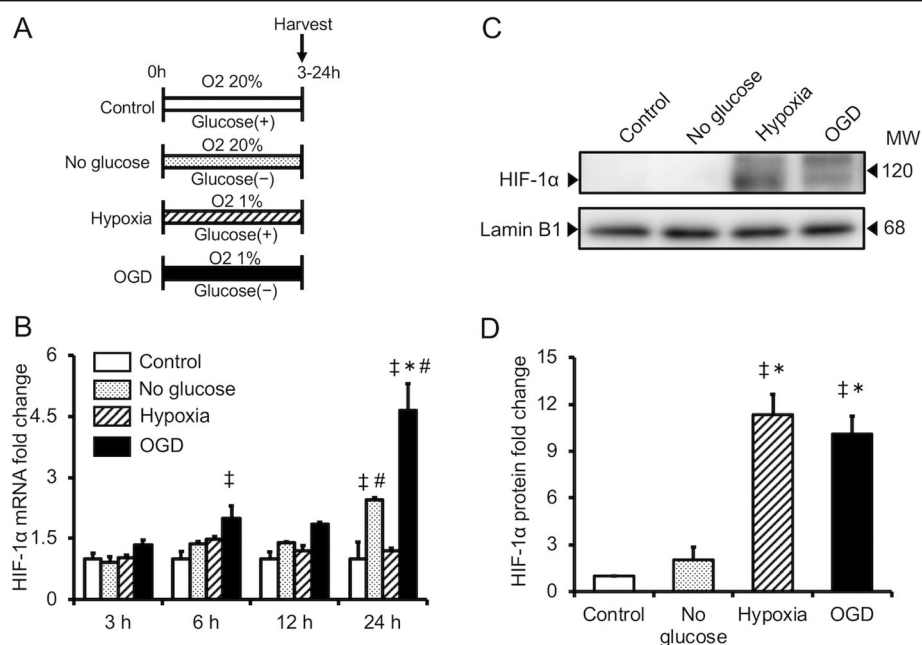 A
Harvest
0h
3-24h
O2 20%
Control
Glucose(+)
O2 20%
No glucose
Glucose(−)
O2 1%
Hypoxia
Glucose(+)
O2 1%
OGD
Glucose(−)
B
HIF-1α mRNA fold change
6
4.5
3
1.5
0
Control
No glucose
Hypoxia
OGD
‡
‡ #
‡ * #
3 h
6 h
12 h
24 h
C
Control
No glucose
Hypoxia
OGD
MW
HIF-1α
120
Lamin B1
68
D
HIF-1α protein fold change
15
12
9
6
3
0
‡ *
‡ *
Control
No
glucose
Hypoxia
OGD